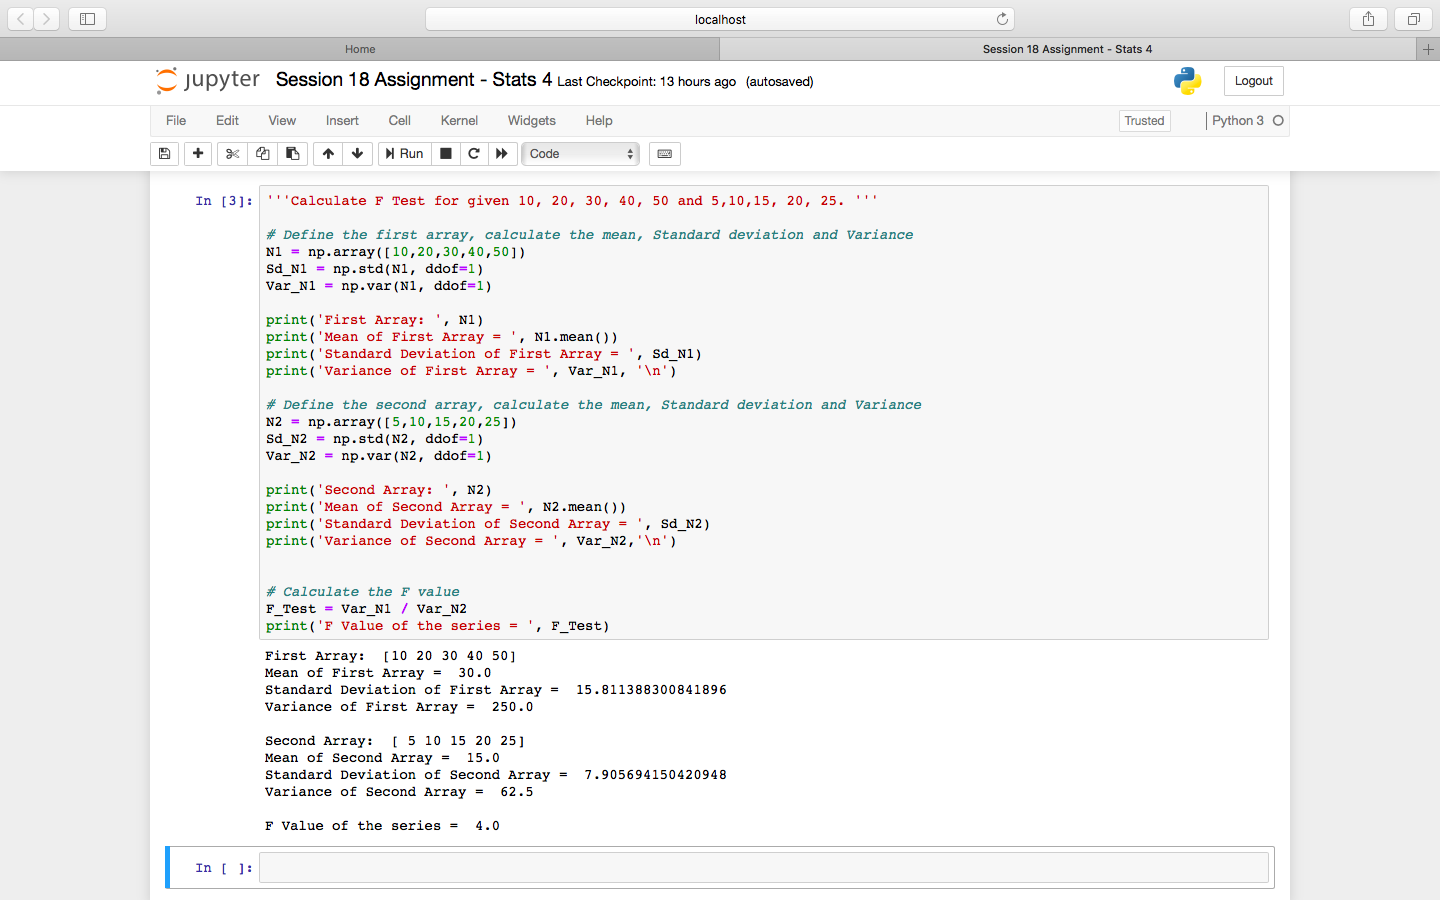 localhost
Home
Session 18 Assignment - Stats 4
jupyter Session 18 Assignment - Stats 4 Last Checkpoint: 13 hours ago (autosaved)
Logout
File Edit View Insert Cell Kernel Widgets Help
Trusted
Python 3
Run
Code
In [3]: '''Calculate F Test for given 10, 20, 30, 40, 50 and 5,10,15, 20, 25. '''
# Define the first array, calculate the mean, Standard deviation and Variance
N1 = np.array([10,20,30,40,50])
Sd_N1 = np.std(N1, ddof=1)
Var_N1 = np.var(N1, ddof=1)
print('First Array: ', N1)
print('Mean of First Array = ', N1.mean())
print('Standard Deviation of First Array = ', Sd_N1)
print('Variance of First Array = ', Var_N1, '\n')
# Define the second array, calculate the mean, Standard deviation and Variance
N2 = np.array([5,10,15,20,25])
Sd_N2 = np.std(N2, ddof=1)
Var_N2 = np.var(N2, ddof=1)
print('Second Array: ', N2)
print('Mean of Second Array = ', N2.mean())
print('Standard Deviation of Second Array = ', Sd_N2)
print('Variance of Second Array = ', Var_N2,'\n')
# Calculate the F value
F_Test = Var_N1 / Var_N2
print('F Value of the series = ', F_Test)
First Array:  [10 20 30 40 50]
Mean of First Array =  30.0
Standard Deviation of First Array =  15.811388300841896
Variance of First Array =  250.0
Second Array:  [ 5 10 15 20 25]
Mean of Second Array =  15.0
Standard Deviation of Second Array =  7.905694150420948
Variance of Second Array =  62.5
F Value of the series =  4.0
In [ ]: